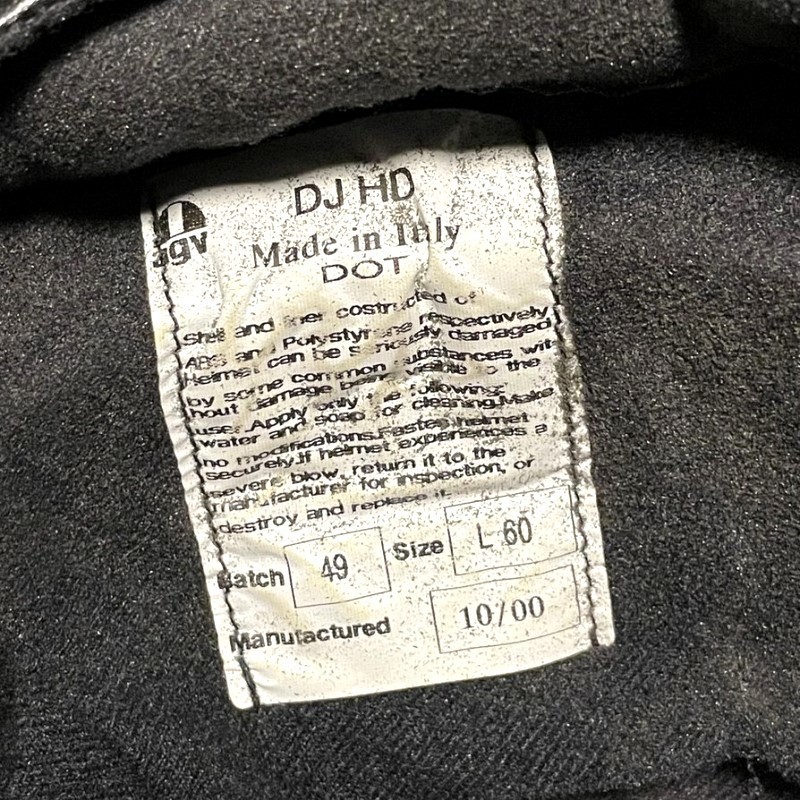 DJ HD
agv
Made in Italy
DOT
Shell and liner costructed of
ABS and Polystyrene respectively
Helmet can be seriously damaged
by some common substances wit
hout damage being visible to the
user. Apply only the following:
water and soap for cleaning.Make
no modifications.Fasten helmet
securely.If helmet experiences a
severe blow, return it to the
manufacturer for inspection, or
destroy and replace it.
Batch 49 Size L 60
Manufactured 10/00